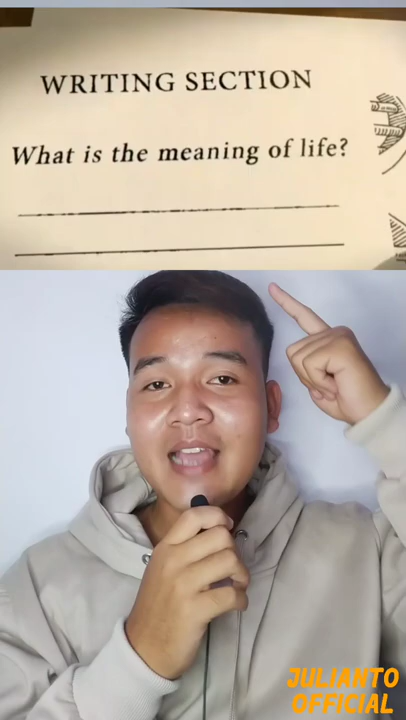 WRITING SECTION
What is the meaning of life?
JULIANTO
OFFICIAL